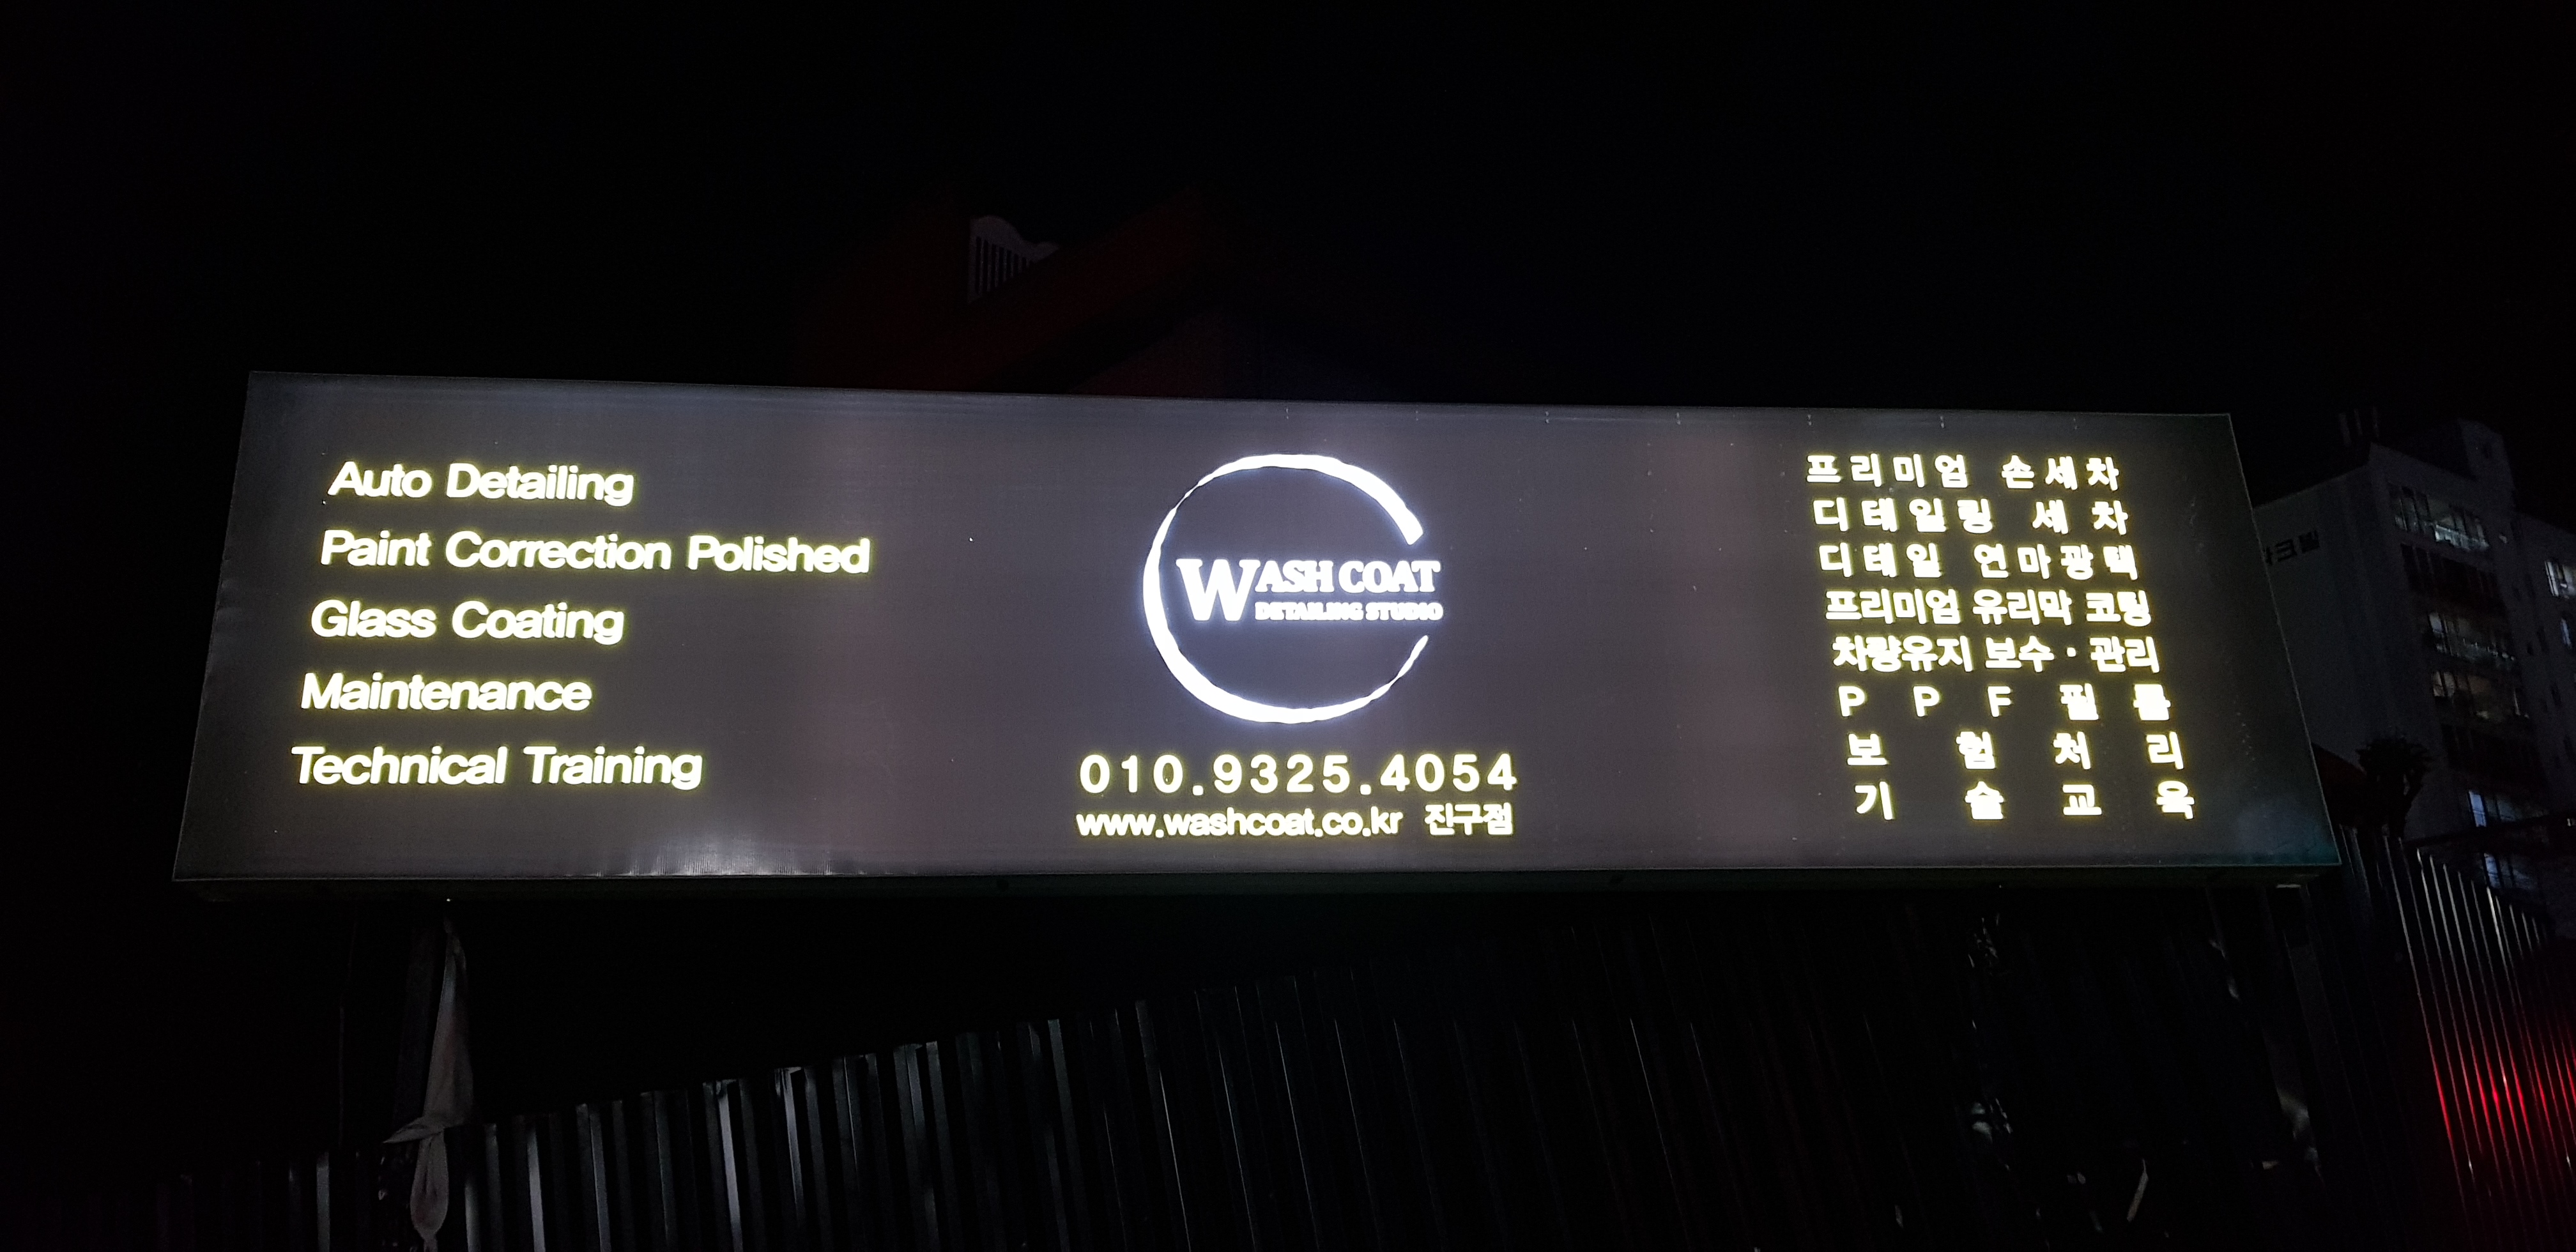 Auto Detailing
Paint Correction Polished
Glass Coating
Maintenance
Technical Training
WASH COAT
DETAILING STUDIO
010.9325.4054
www.washcoat.co.kr 진구점
프리미엄 손세차
디테일링 세차
디테일 연마광택
프리미엄 유리막 코팅
차량유지 보수·관리
PPF필름
보험처리
기술교육